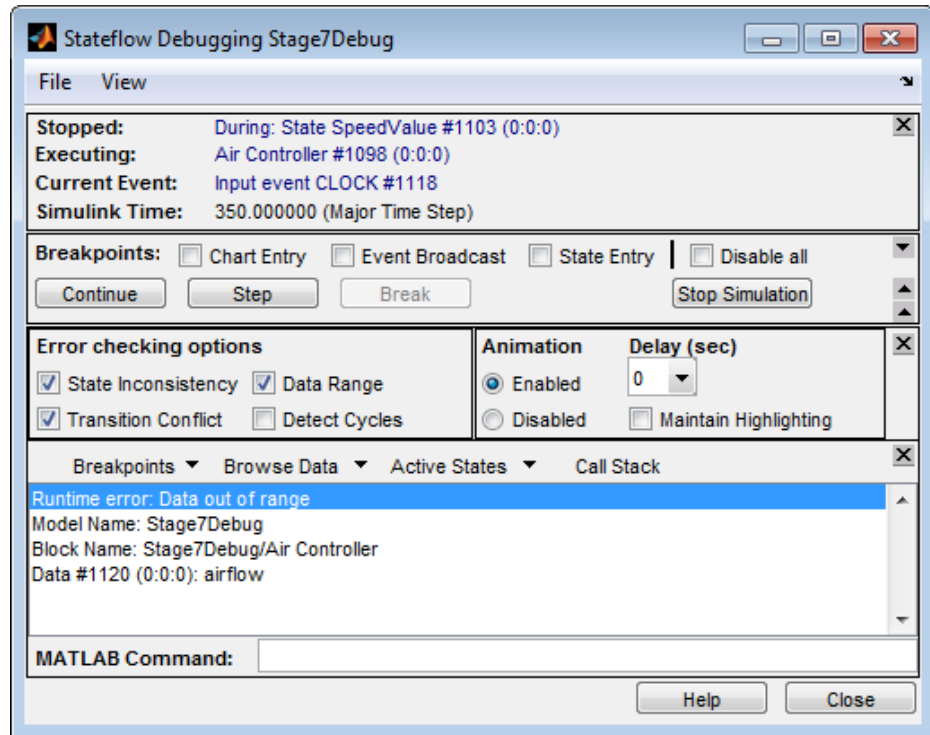 Stateflow Debugging Stage7Debug
File View
Stopped: During: State SpeedValue #1103 (0:0:0)
Executing: Air Controller #1098 (0:0:0)
Current Event: Input event CLOCK #1118
Simulink Time: 350.000000 (Major Time Step)
Breakpoints: Chart Entry Event Broadcast State Entry Disable all
Continue Step Break Stop Simulation
Error checking options Animation Delay (sec)
State Inconsistency Data Range Enabled 0
Transition Conflict Detect Cycles Disabled Maintain Highlighting
Breakpoints Browse Data Active States Call Stack
Runtime error: Data out of range
Model Name: Stage7Debug
Block Name: Stage7Debug/Air Controller
Data #1120 (0:0:0): airflow
MATLAB Command:
Help Close